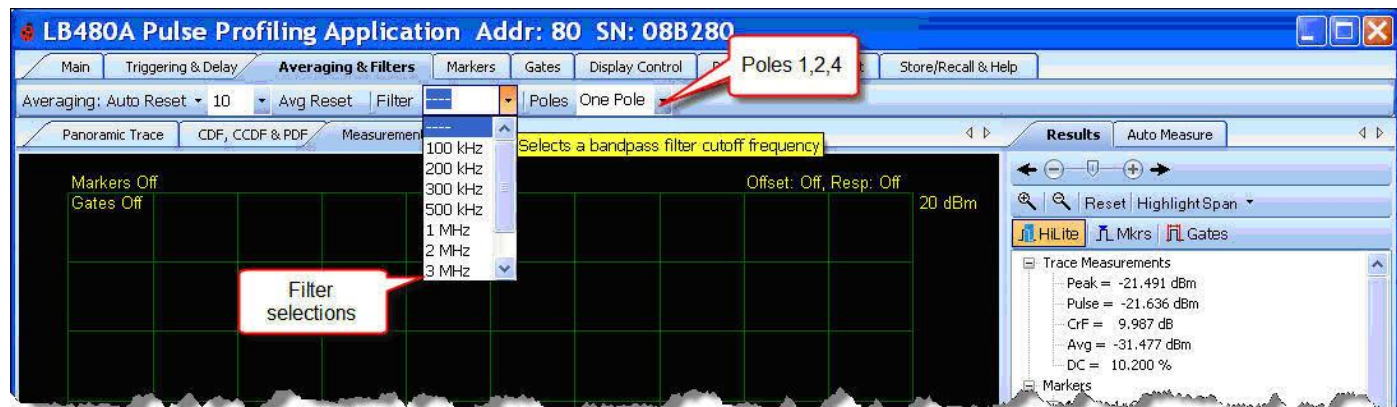 LB480A Pulse Profiling Application Addr: 80 SN: 08B280
Main Triggering & Delay Averaging & Filters Markers Gates Display Control Store/Recall & Help
Poles 1,2,4
Averaging: Auto Reset 10 Avg Reset Filter ---- Poles One Pole
Panoramic Trace CDF, CCDF & PDF Measurement
Results Auto Measure
----
100 kHz
200 kHz
300 kHz
500 kHz
1 MHz
2 MHz
3 MHz
Selects a bandpass filter cutoff frequency
Markers Off
Gates Off
Offset: Off, Resp: Off
20 dBm
Filter
selections
Reset HighlightSpan
HiLite Mkrs Gates
Trace Measurements
Peak = -21.491 dBm
Pulse = -21.636 dBm
CrF = 9.987 dB
Avg = -31.477 dBm
DC = 10.200 %
Markers